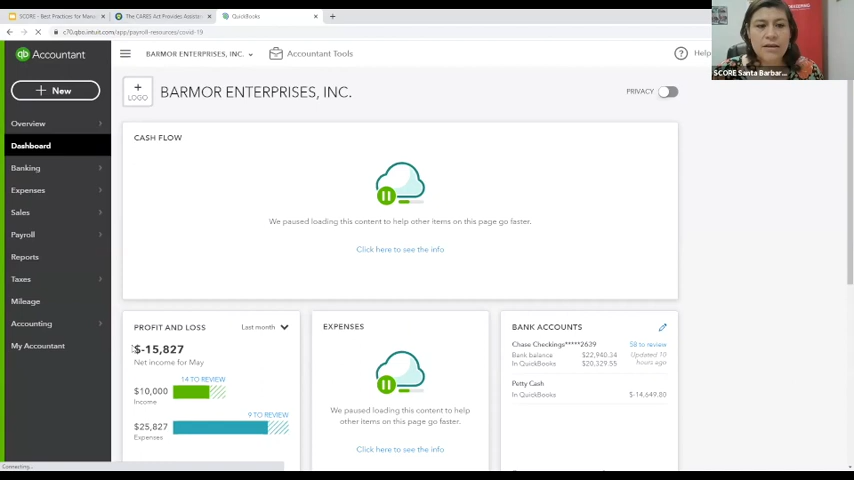 SCORE - Best Practices for Mana
The CARES Act Provides Assistan
QuickBooks
c70.qbo.intuit.com/app/payroll-resources/covid-19
qb Accountant
BARMOR ENTERPRISES, INC.
Accountant Tools
Help
SCORE Santa Barbar...
+ New
+
LOGO
BARMOR ENTERPRISES, INC.
PRIVACY
Overview
Dashboard
Banking
Expenses
Sales
Payroll
Reports
Taxes
Mileage
Accounting
My Accountant
CASH FLOW
We paused loading this content to help other items on this page go faster.
Click here to see the info
PROFIT AND LOSS
Last month
$-15,827
Net income for May
14 TO REVIEW
$10,000
Income
9 TO REVIEW
$25,827
Expenses
EXPENSES
We paused loading this content to help
other items on this page go faster.
Click here to see the info
BANK ACCOUNTS
Chase Checkings*****2639
58 to review
Bank balance
$22,940.34
Updated 10
In QuickBooks
$20,329.55
hours ago
Petty Cash
In QuickBooks
$-14,649.80
Connecting...